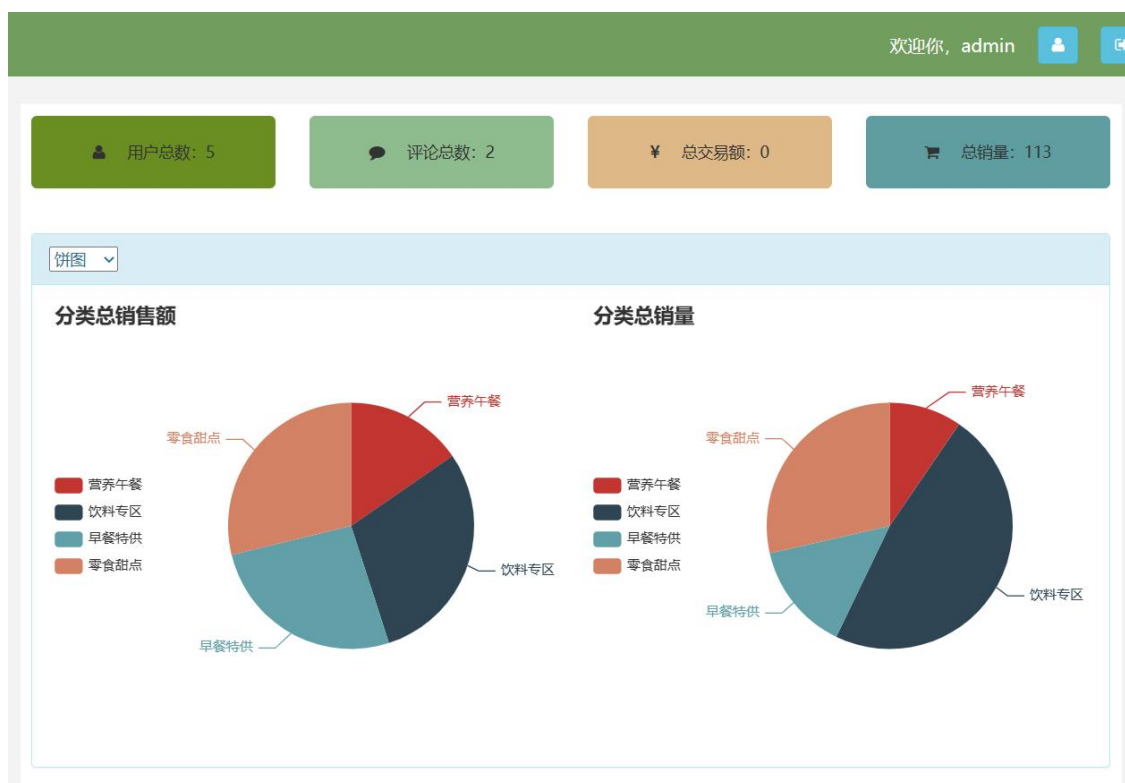 欢迎你，admin
用户总数：5
评论总数：2
¥ 总交易额：0
总销量：113
饼图
分类总销售额
营养午餐
零食甜点
营养午餐
饮料专区
早餐特供
零食甜点
饮料专区
早餐特供
分类总销量
营养午餐
零食甜点
营养午餐
饮料专区
早餐特供
零食甜点
饮料专区
早餐特供